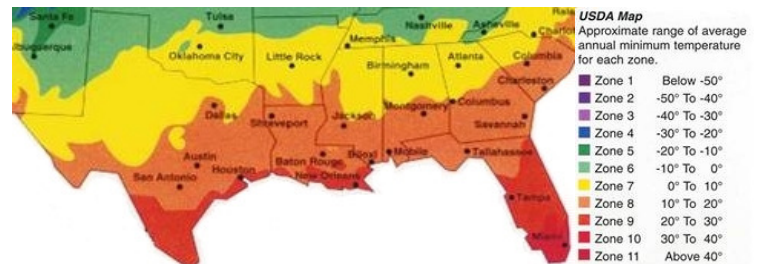 Santa Fe
Tulsa
Nashville
Asheville
Rale
Charlot
lbuquerque
Oklahoma City
Little Rock
Memphis
Birmingham
Atlanta
Columbia
Charleston
Dallas
Shreveport
Jackson
Montgomery
Columbus
Savannah
Austin
San Antonio
Houston
Baton Rouge
Biloxi
New Orleans
Mobile
Tallahassee
Tampa
Miami
USDA Map
Approximate range of average
annual minimum temperature
for each zone.
Zone 1 Below -50°
Zone 2 -50° To -40°
Zone 3 -40° To -30°
Zone 4 -30° To -20°
Zone 5 -20° To -10°
Zone 6 -10° To 0°
Zone 7 0° To 10°
Zone 8 10° To 20°
Zone 9 20° To 30°
Zone 10 30° To 40°
Zone 11 Above 40°